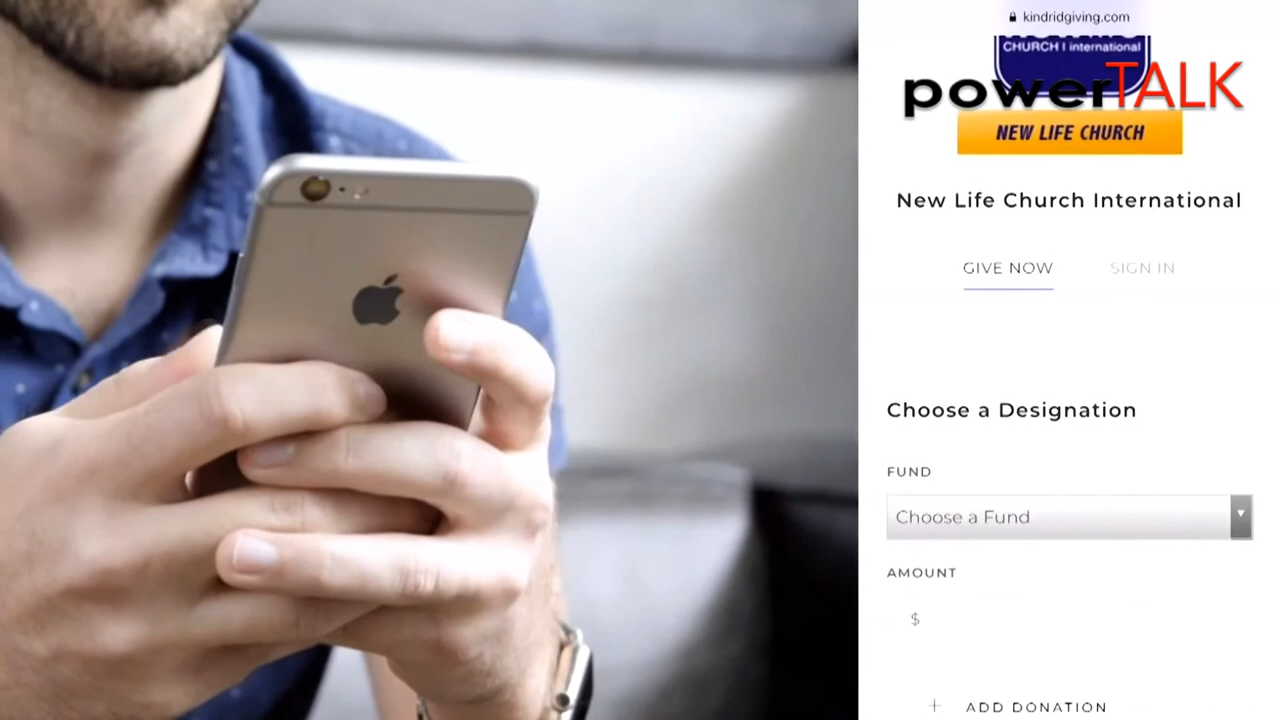 kindridgiving.com
CHURCH | international
powerTALK
NEW LIFE CHURCH
New Life Church International
GIVE NOW
SIGN IN
Choose a Designation
FUND
Choose a Fund
AMOUNT
$
+ ADD DONATION